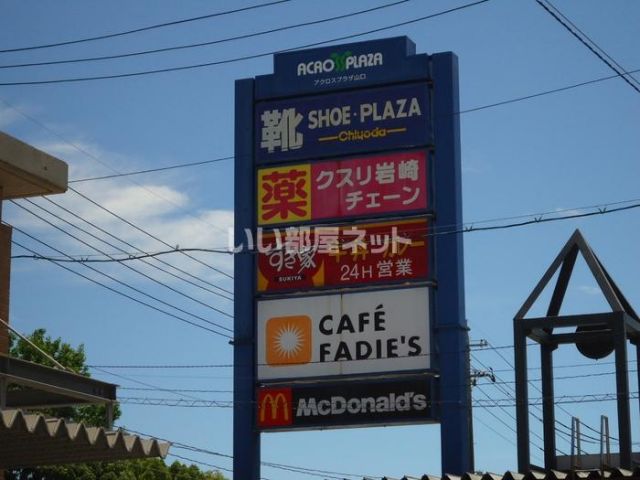 ACROSSPLAZA
アクロスプラザ山口
靴 SHOE・PLAZA
Chiyoda
薬 クスリ岩崎
チェーン
いい部屋ネット
すき家
SUKIYA
24H営業
CAFÉ
FADIE'S
McDonald's